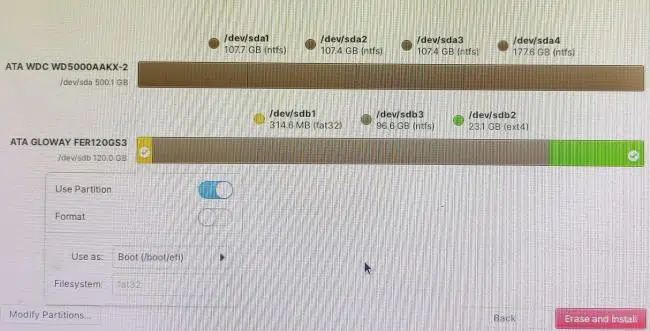 /dev/sda1 /dev/sda2 /dev/sda3 /dev/sda4
107.7 GB (ntfs) 107.4 GB (ntfs) 107.4 GB (ntfs) 177.6 GB (ntfs)
ATA WDC WD5000AAKX-2
/dev/sda 500.1 GB
/dev/sdb1 /dev/sdb3 /dev/sdb2
314.6 MB (fat32) 96.6 GB (ntfs) 23.1 GB (ext4)
ATA GLOWAY FER120GS3
/dev/sdb 120.0 GB
Use Partition
Format
Use as: Boot (/boot/efi)
Filesystem: fat32
Modify Partitions... Back Erase and Install